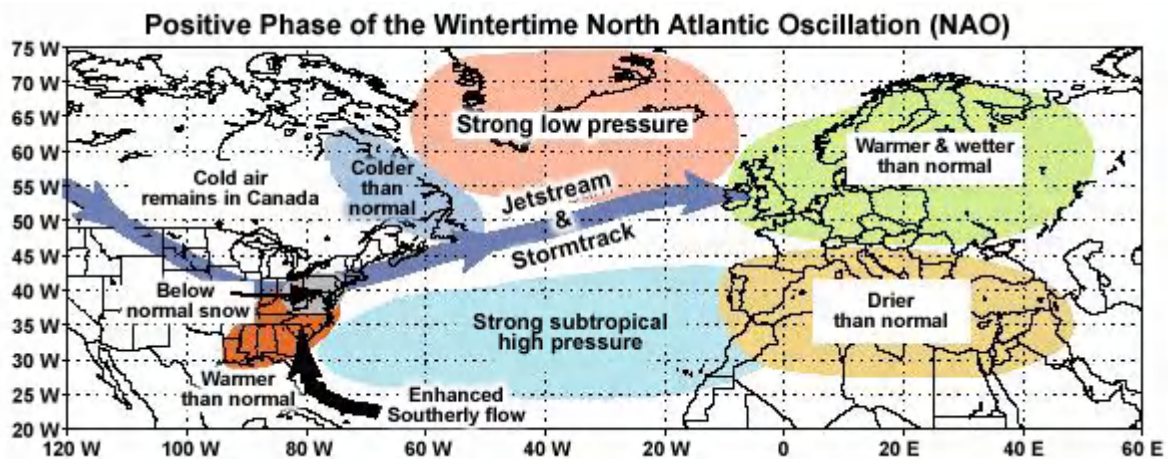 Positive Phase of the Wintertime North Atlantic Oscillation (NAO)
75 W
70 W
65 W
60 W
55 W
50 W
45 W
40 W
35 W
30 W
25 W
20 W
Strong low pressure
Warmer & wetter
than normal
Colder
than
normal
Cold air
remains in Canada
Jetstream
&
Stormtrack
Below
normal snow
Strong subtropical
high pressure
Drier
than normal
Warmer
than normal
Enhanced
Southerly flow
120 W
100 W
80 W
60 W
40 W
20 W
0
20 E
40 E
60 E